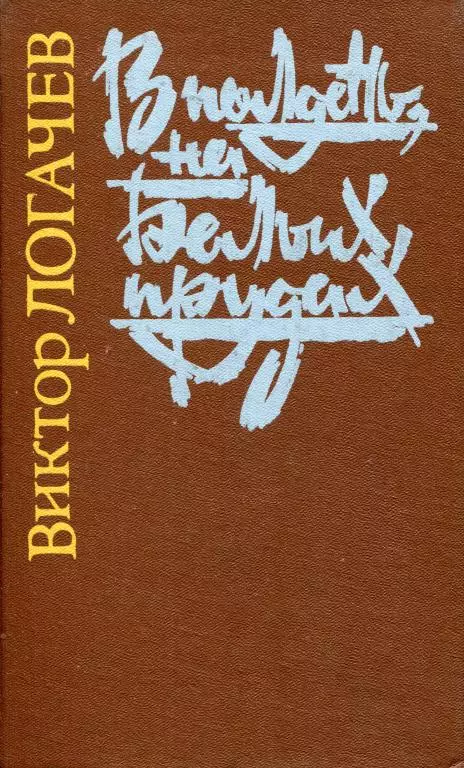 Виктор ЛОГАЧЕВ
В полдень,
на
Белых
прудах